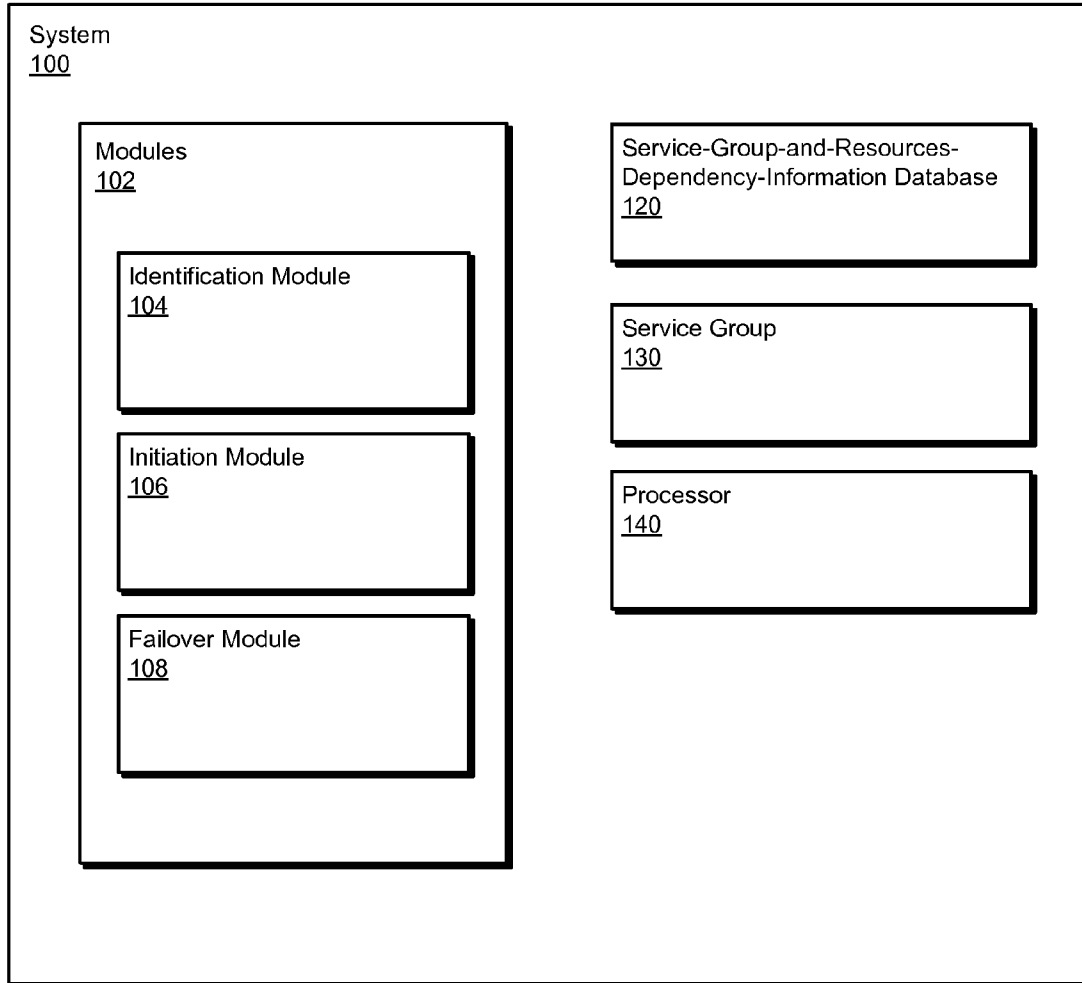 System
100
Modules
102
Identification Module
104
Initiation Module
106
Failover Module
108
Service-Group-and-Resources-
Dependency-Information Database
120
Service Group
130
Processor
140